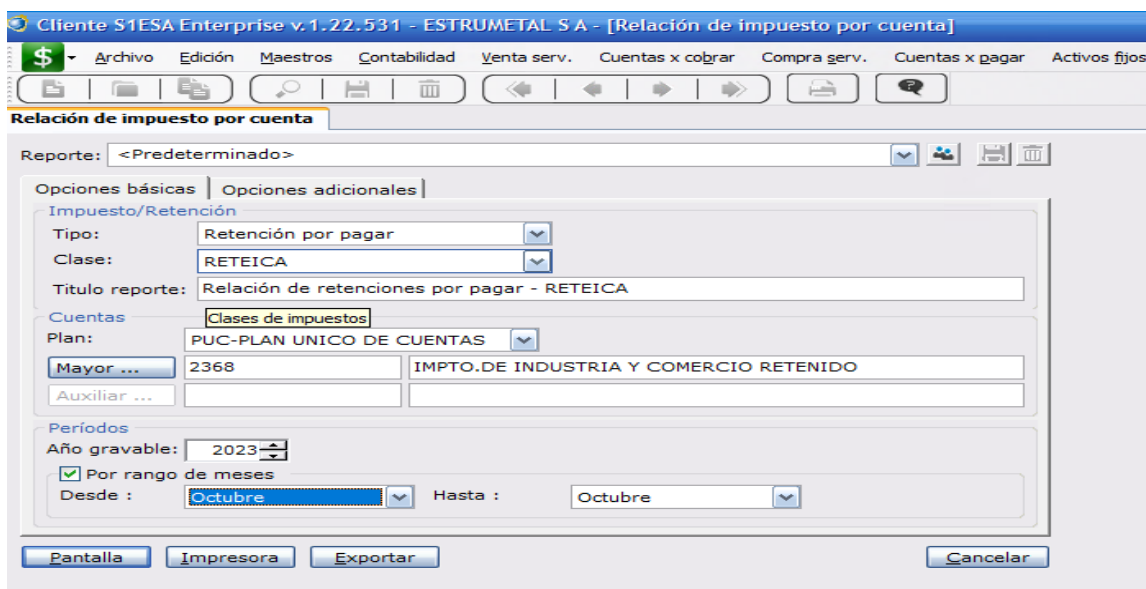 Cliente S1ESA Enterprise v.1.22.531 - ESTRUMETAL S A - [Relación de impuesto por cuenta]
$ Archivo Edición Maestros Contabilidad Venta serv. Cuentas x cobrar Compra serv. Cuentas x pagar Activos fijos
Relación de impuesto por cuenta
Reporte: <Predeterminado>
Opciones básicas Opciones adicionales
Impuesto/Retención
Tipo: Retención por pagar
Clase: RETEICA
Titulo reporte: Relación de retenciones por pagar - RETEICA
Cuentas Clases de impuestos
Plan: PUC-PLAN UNICO DE CUENTAS
Mayor ... 2368 IMPTO.DE INDUSTRIA Y COMERCIO RETENIDO
Auxiliar ...
Períodos
Año gravable: 2023
Por rango de meses
Desde : Octubre Hasta : Octubre
Pantalla Impresora Exportar Cancelar